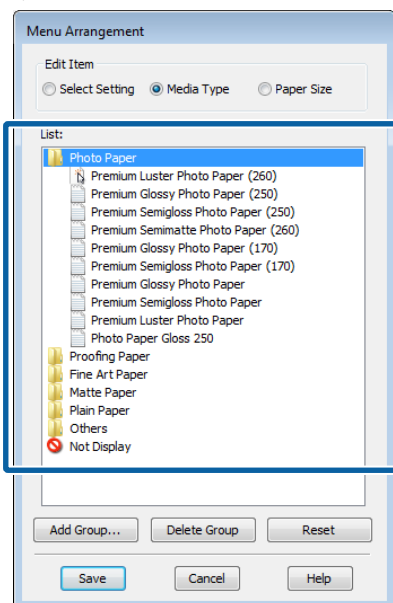 Menu Arrangement
Edit Item
Select Setting Media Type Paper Size
List:
Photo Paper
Premium Luster Photo Paper (260)
Premium Glossy Photo Paper (250)
Premium Semigloss Photo Paper (250)
Premium Semimatte Photo Paper (260)
Premium Glossy Photo Paper (170)
Premium Semigloss Photo Paper (170)
Premium Glossy Photo Paper
Premium Semigloss Photo Paper
Premium Luster Photo Paper
Photo Paper Gloss 250
Proofing Paper
Fine Art Paper
Matte Paper
Plain Paper
Others
Not Display
Add Group... Delete Group Reset
Save Cancel Help